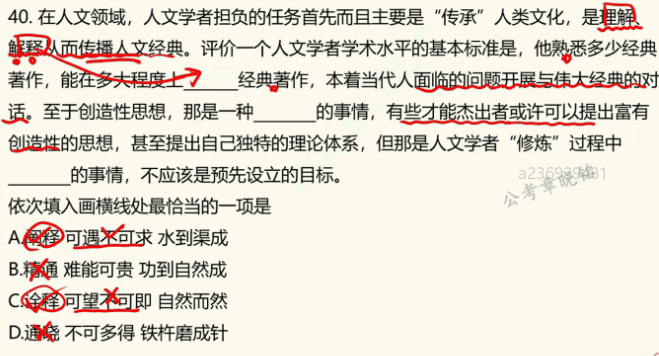 40. 在人文领域，人文学者担负的任务首先而且主要是“传承”人类文化，是理解、
解释从而传播人文经典。评价一个人文学者学术水平的基本标准是，他熟悉多少经典
著作，能在多大程度上______经典著作，本着当代人面临的问题开展与伟大经典的对
话。至于创造性思想，那是一种______的事情，有些才能杰出者或许可以提出富有
创造性的思想，甚至提出自己独特的理论体系，但那是人文学者“修炼”过程中
______的事情，不应该是预先设立的目标。
依次填入画横线处最恰当的一项是
A.阐释 可遇不可求 水到渠成
B.精通 难能可贵 功到自然成
C.诠释 可望不可即 自然而然
D.通晓 不可多得 铁杵磨成针